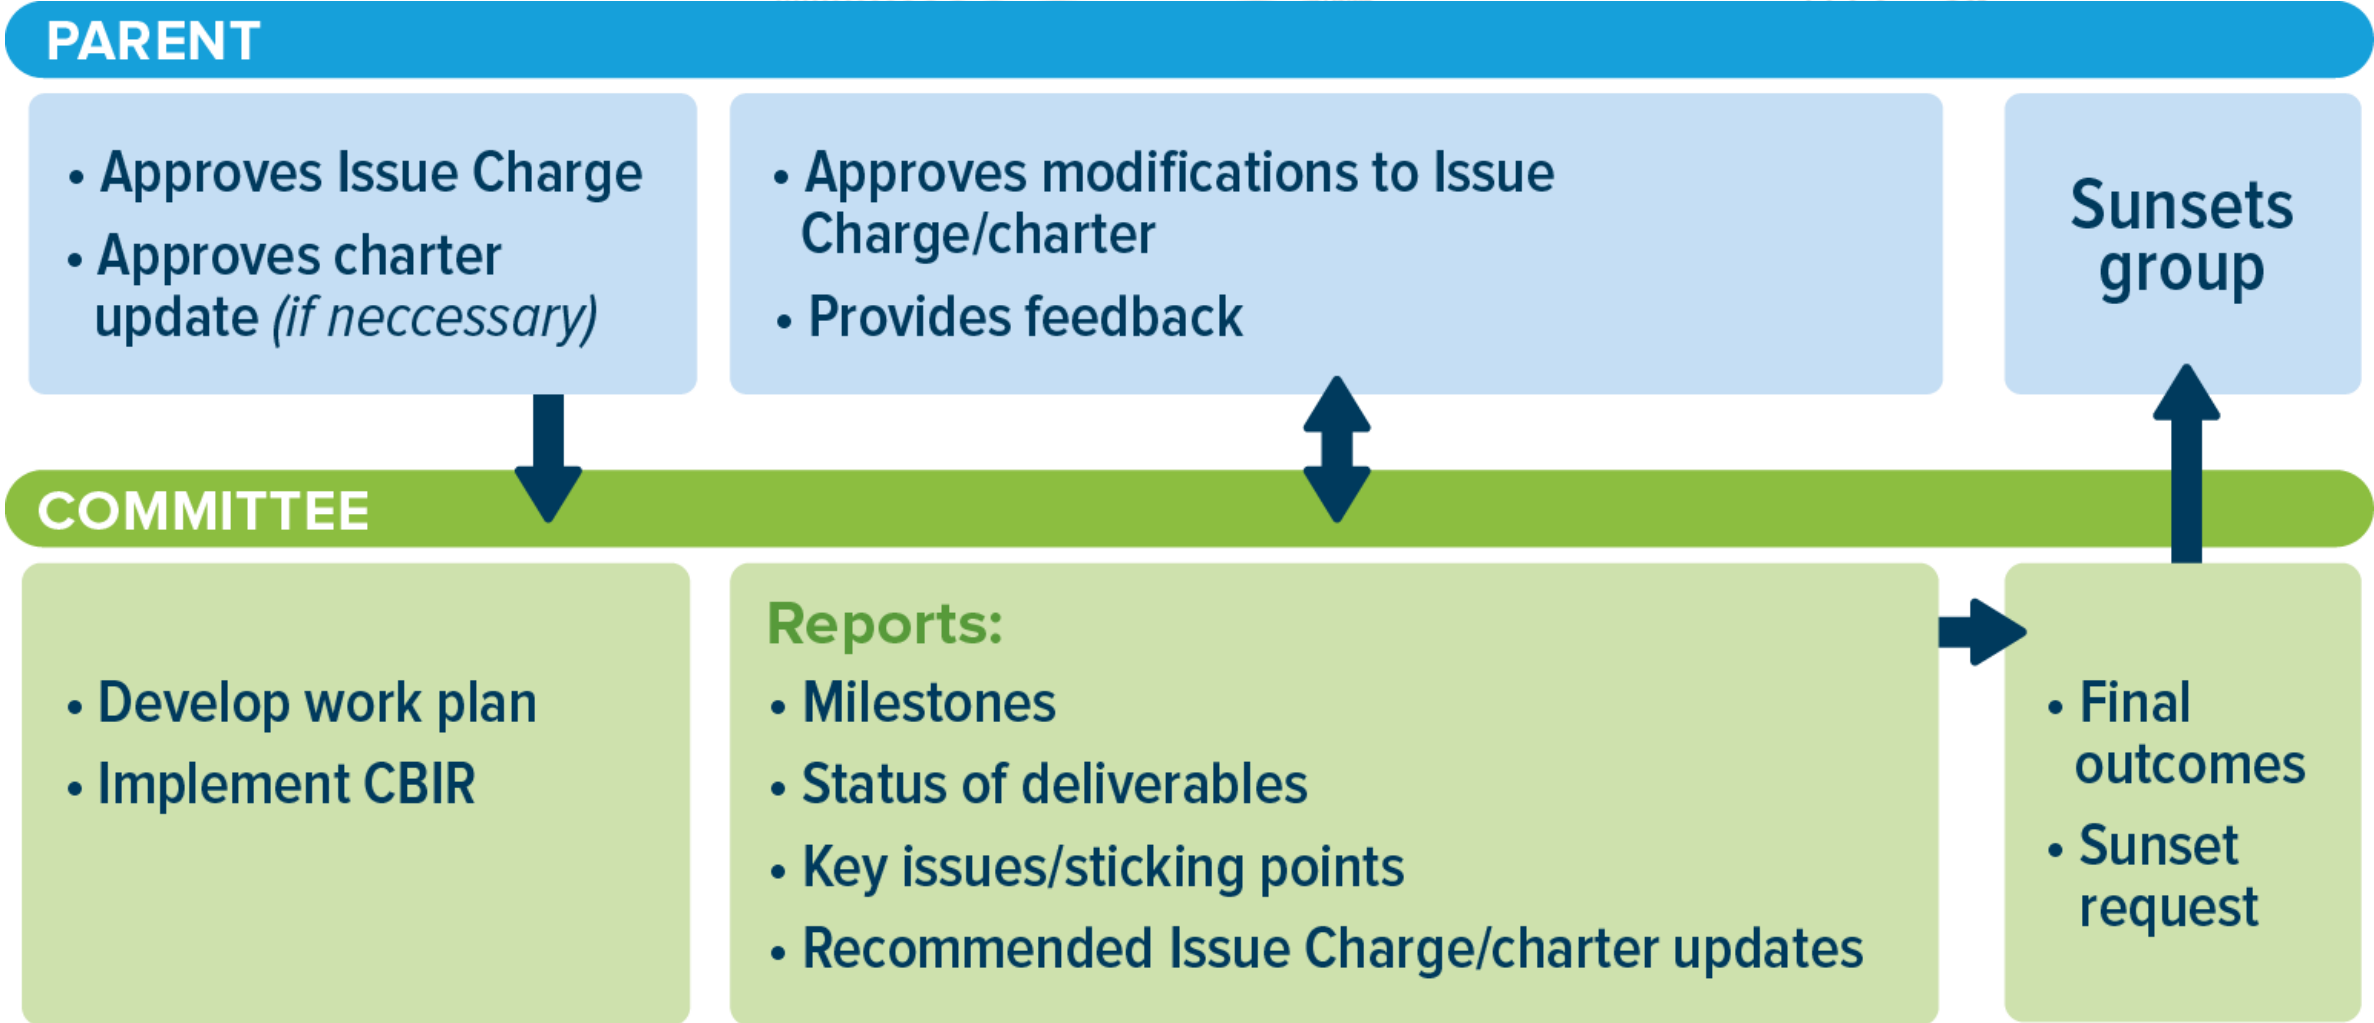 PARENT
• Approves Issue Charge
• Approves charter
update (if neccessary)
• Approves modifications to Issue
Charge/charter
• Provides feedback
Sunsets
group
COMMITTEE
• Develop work plan
• Implement CBIR
Reports:
• Milestones
• Status of deliverables
• Key issues/sticking points
• Recommended Issue Charge/charter updates
• Final
outcomes
• Sunset
request